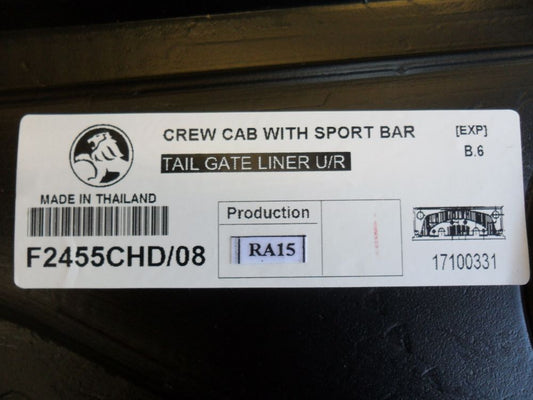 CREW CAB WITH SPORT BAR
[EXP]
TAIL GATE LINER U/R
B.6
MADE IN THAILAND
F2455CHD/08
Production
RA15
17100331